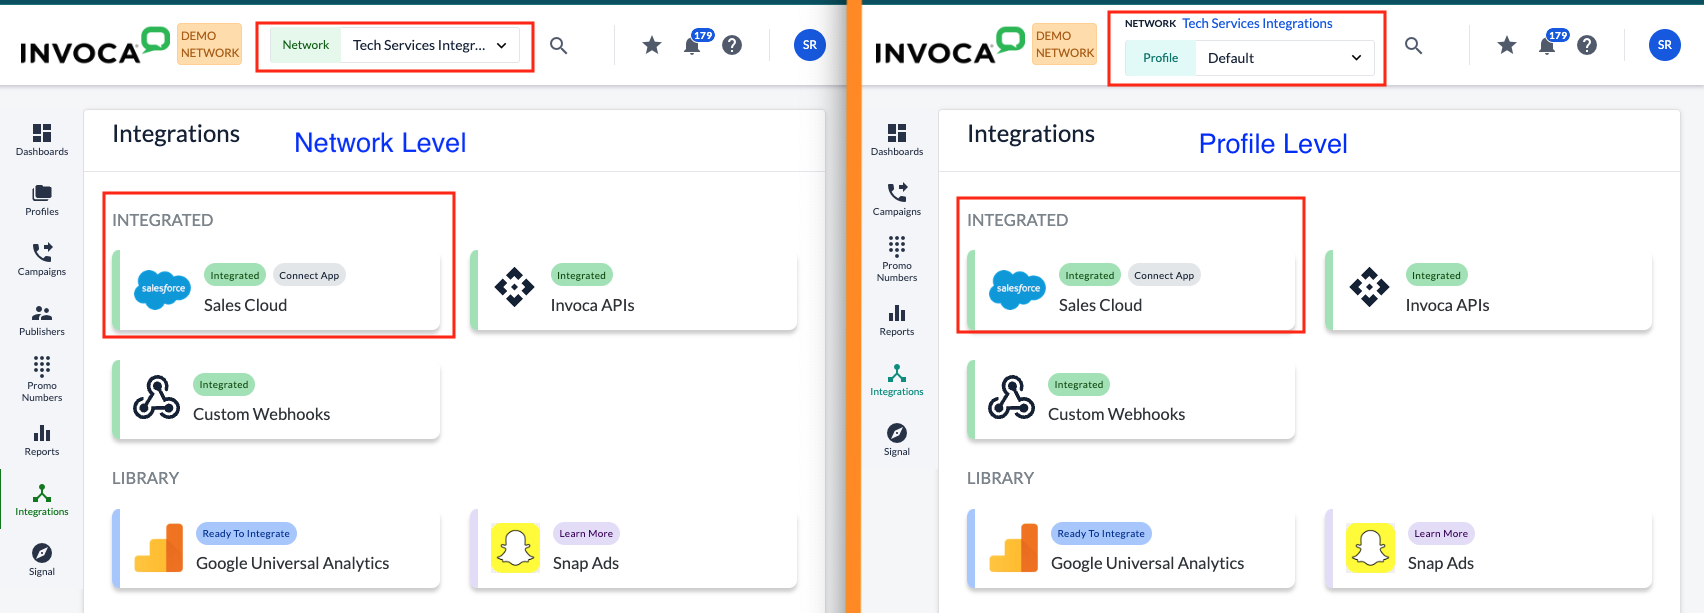 INVOCA
DEMO
NETWORK
Network
Tech Services Integr...
179
?
SR
Dashboards
Profiles
Campaigns
Publishers
Promo
Numbers
Reports
Integrations
Signal
Integrations
Network Level
INTEGRATED
salesforce
Integrated
Connect App
Sales Cloud
Integrated
Invoca APIs
Integrated
Custom Webhooks
LIBRARY
Ready To Integrate
Google Universal Analytics
Learn More
Snap Ads
INVOCA
DEMO
NETWORK
NETWORK Tech Services Integrations
Profile
Default
179
?
SR
Dashboards
Campaigns
Promo
Numbers
Reports
Integrations
Signal
Integrations
Profile Level
INTEGRATED
salesforce
Integrated
Connect App
Sales Cloud
Integrated
Invoca APIs
Integrated
Custom Webhooks
LIBRARY
Ready To Integrate
Google Universal Analytics
Learn More
Snap Ads